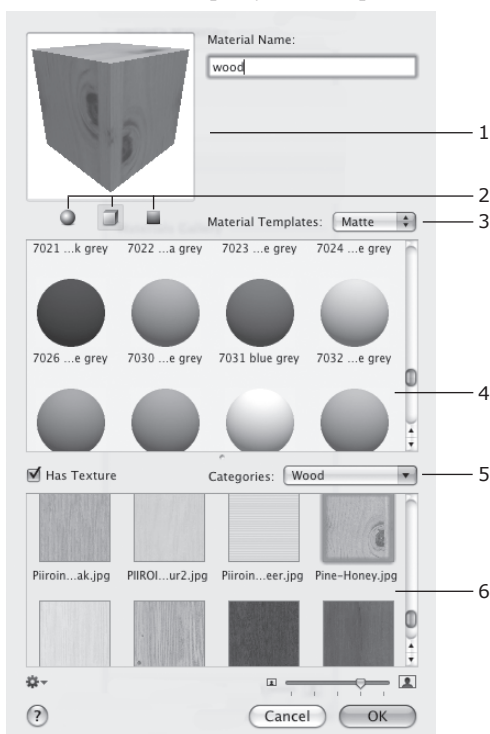 Material Name:
wood
1
2
Material Templates: Matte
3
7021 ...k grey 7022 ...a grey 7023 ...e grey 7024 ...e grey
7026 ...e grey 7030 ...e grey 7031 blue grey 7032 ...e grey
4
Has Texture Categories: Wood
5
Piiroin...ak.jpg PIIROI...ur2.jpg Piiroin...eer.jpg Pine-Honey.jpg
6
?
Cancel OK